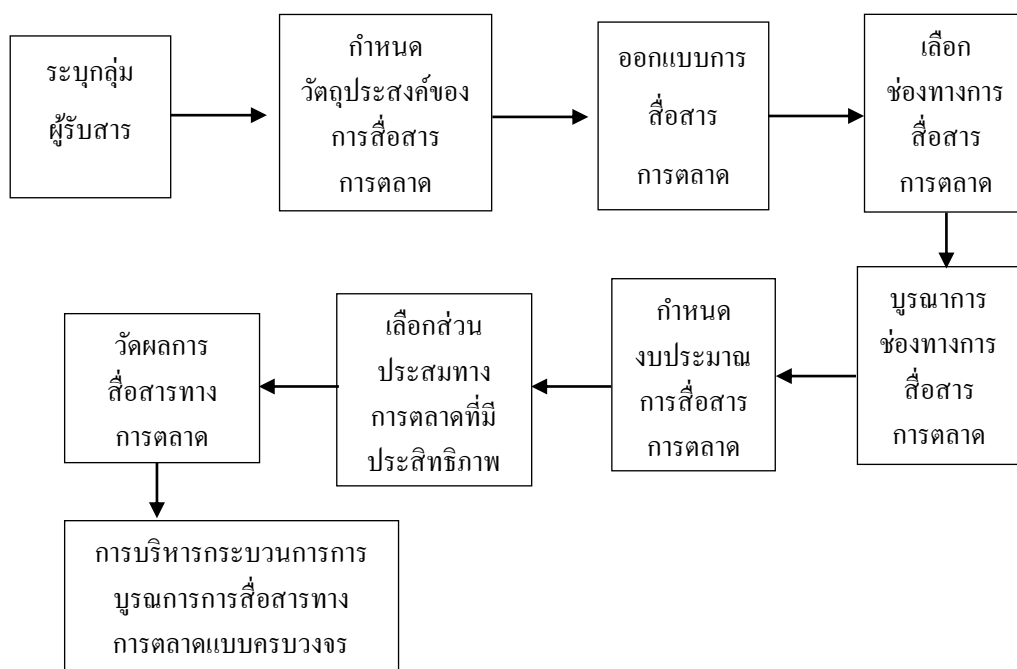 ระบุกลุ่ม
ผู้รับสาร
กำหนด
วัตถุประสงค์ของ
การสื่อสาร
การตลาด
ออกแบบการ
สื่อสาร
การตลาด
เลือก
ช่องทางการ
สื่อสาร
การตลาด
บูรณาการ
ช่องทางการ
สื่อสาร
การตลาด
กำหนด
งบประมาณ
การสื่อสาร
การตลาด
เลือกส่วน
ประสมทาง
การตลาดที่มี
ประสิทธิภาพ
วัดผลการ
สื่อสารทาง
การตลาด
การบริหารกระบวนการการ
บูรณการการสื่อสารทาง
การตลาดแบบครบวงจร